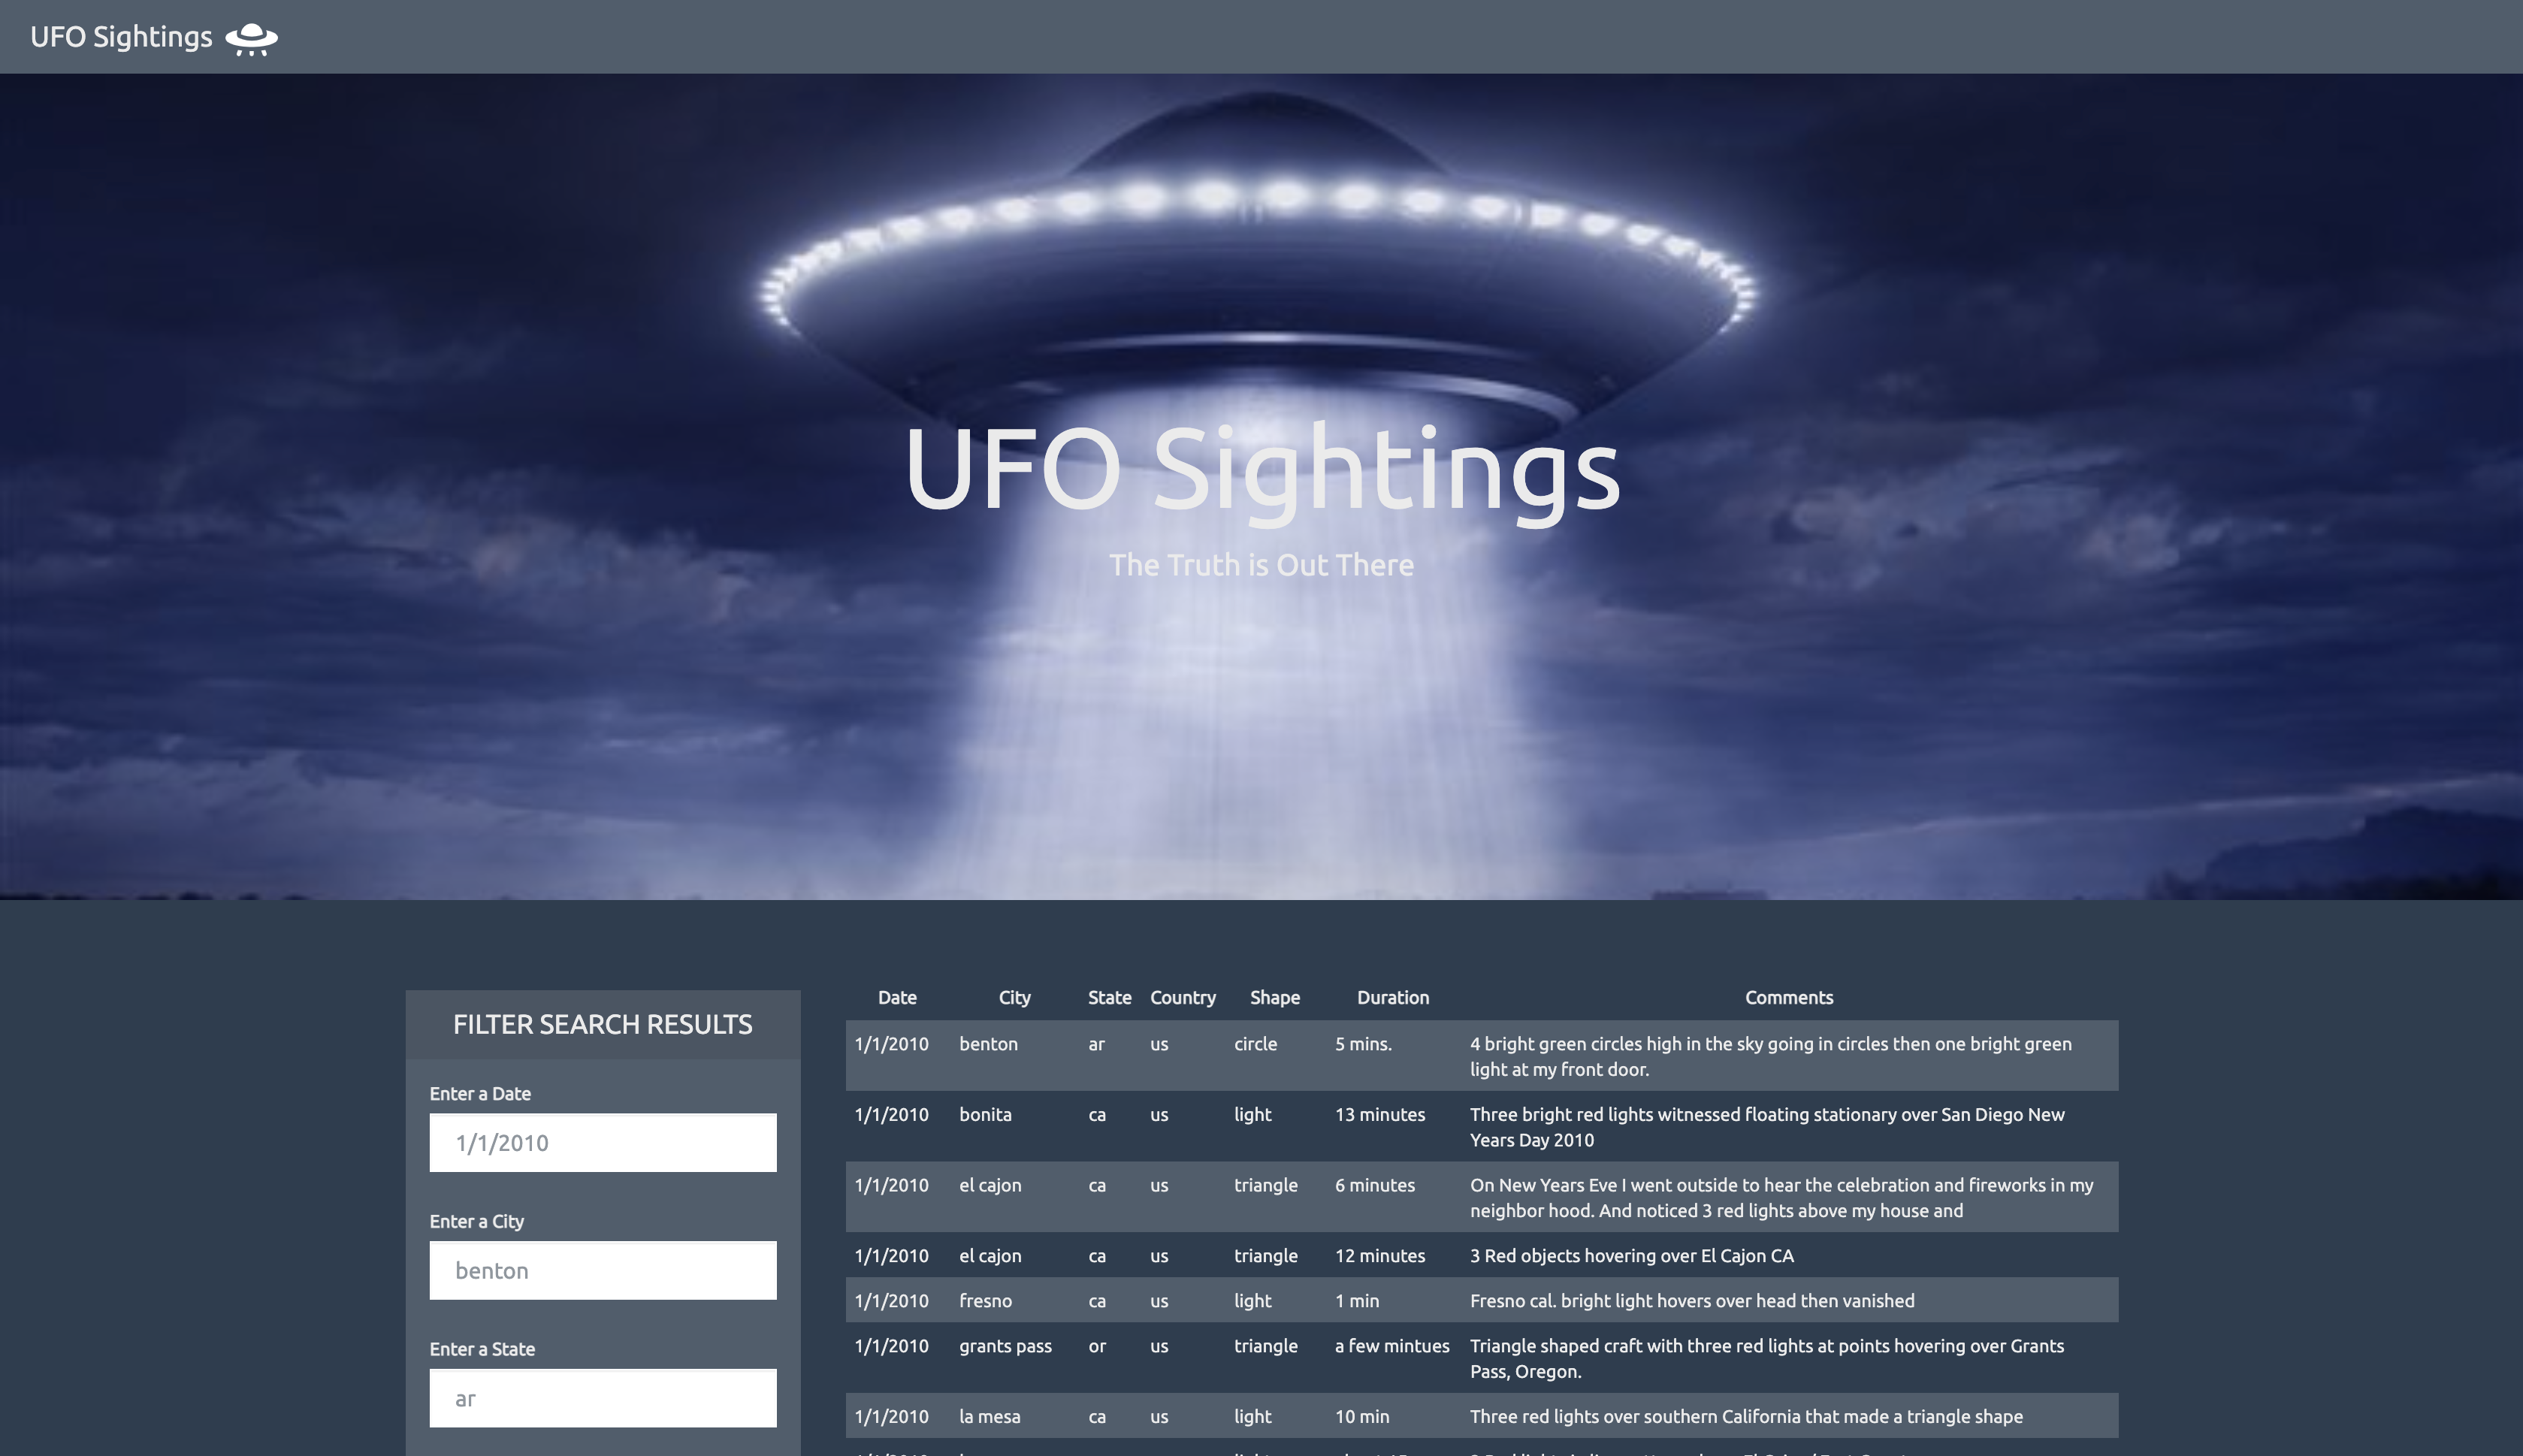 UFO Sightings
UFO Sightings
The Truth is Out There
FILTER SEARCH RESULTS
Enter a Date
1/1/2010
Enter a City
benton
Enter a State
ar
Date City State Country Shape Duration Comments
1/1/2010 benton ar us circle 5 mins. 4 bright green circles high in the sky going in circles then one bright green
light at my front door.
1/1/2010 bonita ca us light 13 minutes Three bright red lights witnessed floating stationary over San Diego New
Years Day 2010
1/1/2010 el cajon ca us triangle 6 minutes On New Years Eve I went outside to hear the celebration and fireworks in my
neighbor hood. And noticed 3 red lights above my house and
1/1/2010 el cajon ca us triangle 12 minutes 3 Red objects hovering over El Cajon CA
1/1/2010 fresno ca us light 1 min Fresno cal. bright light hovers over head then vanished
1/1/2010 grants pass or us triangle a few mintues Triangle shaped craft with three red lights at points hovering over Grants
Pass, Oregon.
1/1/2010 la mesa ca us light 10 min Three red lights over southern California that made a triangle shape